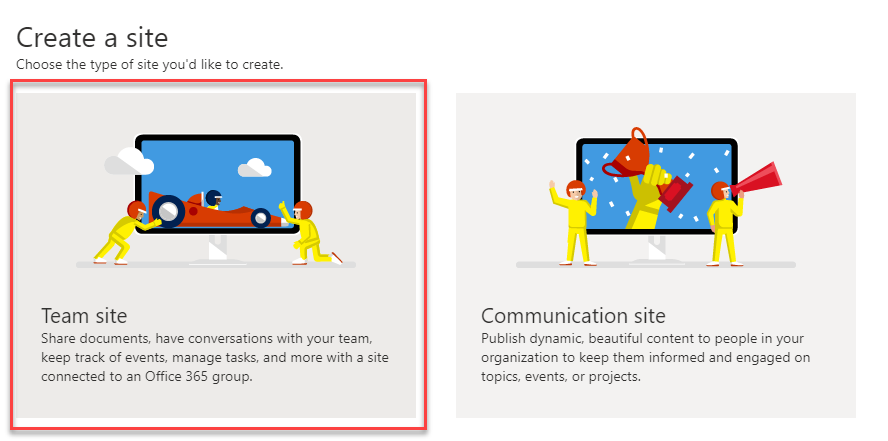 Create a site
Choose the type of site you'd like to create.
Team site
Share documents, have conversations with your team,
keep track of events, manage tasks, and more with a site
connected to an Office 365 group.
Communication site
Publish dynamic, beautiful content to people in your
organization to keep them informed and engaged on
topics, events, or projects.